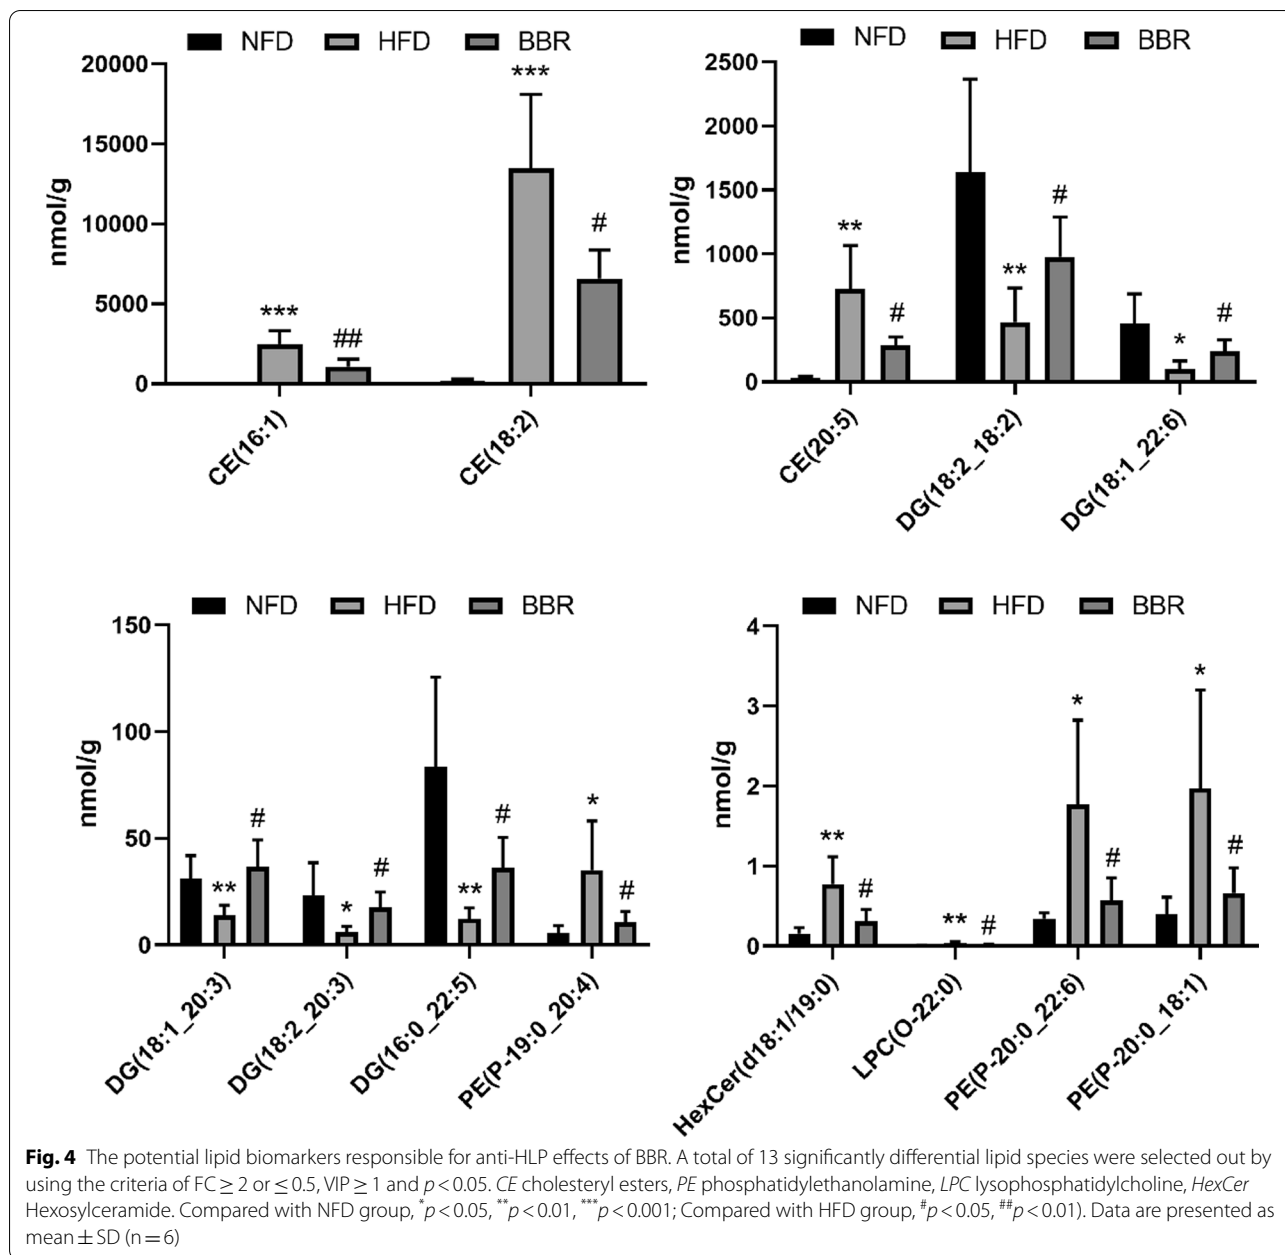 NFD HFD BBR
20000
15000
10000
5000
0
nmol/g
*** ## *** #
CE(16:1)
CE(18:2)
NFD HFD BBR
2500
2000
1500
1000
500
0
nmol/g
** # ** # * #
CE(20:5)
DG(18:2_18:2)
DG(18:1_22:6)
NFD HFD BBR
150
100
50
0
nmol/g
** # * # ** # * #
DG(18:1_20:3)
DG(18:2_20:3)
DG(16:0_22:5)
PE(P-19:0_20:4)
NFD HFD BBR
4
3
2
1
0
nmol/g
** # ** # * # * #
HexCer(d18:1/19:0)
LPC(O-22:0)
PE(P-20:0_22:6)
PE(P-20:0_18:1)
Fig. 4 The potential lipid biomarkers responsible for anti-HLP effects of BBR. A total of 13 significantly differential lipid species were selected out by
using the criteria of FC ≥ 2 or ≤ 0.5, VIP ≥ 1 and p < 0.05. CE cholesteryl esters, PE phosphatidylethanolamine, LPC lysophosphatidylcholine, HexCer
Hexosylceramide. Compared with NFD group, *p < 0.05, **p < 0.01, ***p < 0.001; Compared with HFD group, #p < 0.05, ##p < 0.01). Data are presented as
mean ± SD (n = 6)